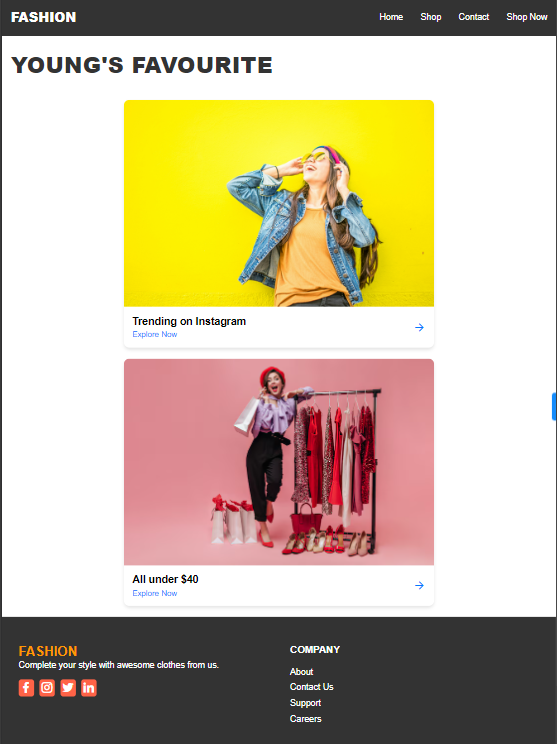 FASHION
Home Shop Contact Shop Now
YOUNG'S FAVOURITE
Trending on Instagram
Explore Now
All under $40
Explore Now
FASHION
Complete your style with awesome clothes from us.
COMPANY
About
Contact Us
Support
Careers